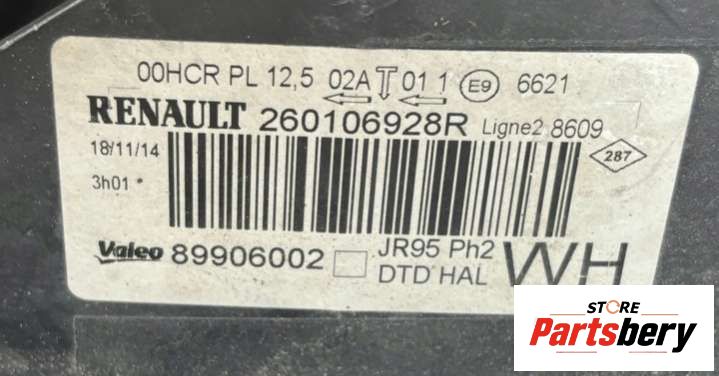 00HCR PL 12,5 02A 01 1 E9 6621
RENAULT 260106928R Ligne2 8609
18/11/14
287
3h01 *
Valeo 89906002 JR95 Ph2
DTD HAL
WH
STORE
Partsbery